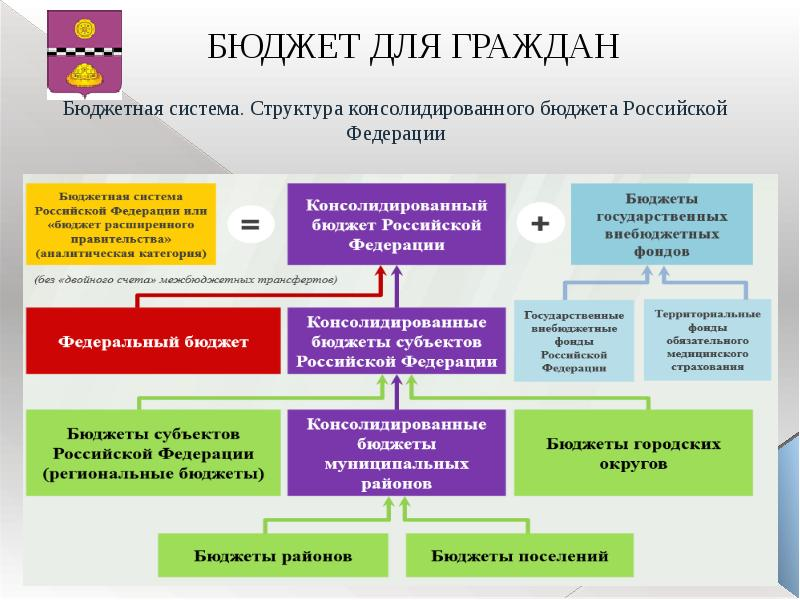 БЮДЖЕТ ДЛЯ ГРАЖДАН
Бюджетная система. Структура консолидированного бюджета Российской
Федерации
Бюджетная система
Российской Федерации или
«бюджет расширенного
правительства»
(аналитическая категория)
=
Консолидированный
бюджет Российской
Федерации
+
Бюджеты
государственных
внебюджетных
фондов
(без «двойного счета» межбюджетных трансфертов)
Федеральный бюджет
Консолидированные
бюджеты субъектов
Российской Федерации
Государственные
внебюджетные
фонды
Российской
Федерации
Территориальные
фонды
обязательного
медицинского
страхования
Бюджеты субъектов
Российской Федерации
(региональные бюджеты)
Консолидированные
бюджеты
муниципальных
районов
Бюджеты городских
округов
Бюджеты районов
Бюджеты поселений